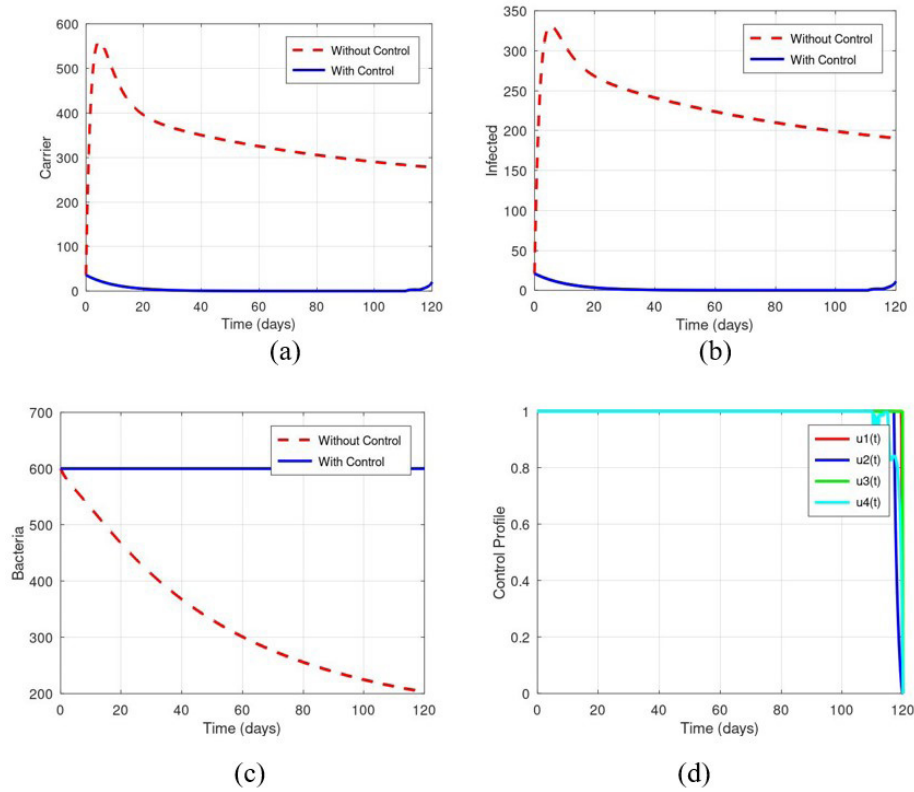 600
500
400
300
200
100
0
Carrier
Without Control
With Control
0
20
40
60
80
100
120
Time (days)
(a)
350
300
250
200
150
100
50
0
Infected
Without Control
With Control
0
20
40
60
80
100
120
Time (days)
(b)
700
600
500
400
300
200
Bacteria
Without Control
With Control
0
20
40
60
80
100
120
Time (days)
(c)
1
0.8
0.6
0.4
0.2
0
Control Profile
u1(t)
u2(t)
u3(t)
u4(t)
0
20
40
60
80
100
120
Time (days)
(d)